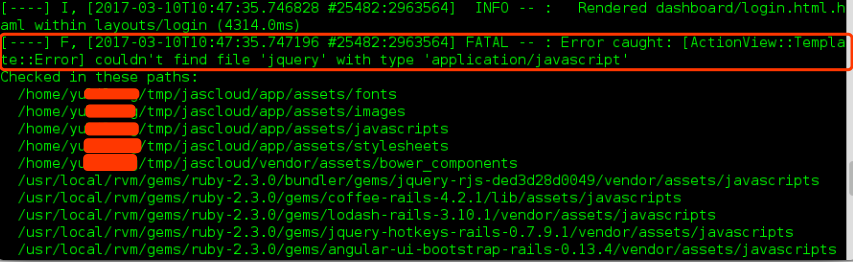 [----] I, [2017-03-10T10:47:35.746828 #25482:2963564]  INFO -- :   Rendered dashboard/login.html.h
aml within layouts/login (4314.0ms)
[----] F, [2017-03-10T10:47:35.747196 #25482:2963564] FATAL -- : Error caught: [ActionView::Templa
te::Error] couldn't find file 'jquery' with type 'application/javascript'
Checked in these paths:
/home/yu /tmp/jascloud/app/assets/fonts
/home/yu /tmp/jascloud/app/assets/images
/home/yu /tmp/jascloud/app/assets/javascripts
/home/yu /tmp/jascloud/app/assets/stylesheets
/home/yu /tmp/jascloud/vendor/assets/bower_components
/usr/local/rvm/gems/ruby-2.3.0/bundler/gems/jquery-rjs-ded3d28d0049/vendor/assets/javascripts
/usr/local/rvm/gems/ruby-2.3.0/gems/coffee-rails-4.2.1/lib/assets/javascripts
/usr/local/rvm/gems/ruby-2.3.0/gems/lodash-rails-3.10.1/vendor/assets/javascripts
/usr/local/rvm/gems/ruby-2.3.0/gems/jquery-hotkeys-rails-0.7.9.1/vendor/assets/javascripts
/usr/local/rvm/gems/ruby-2.3.0/gems/angular-ui-bootstrap-rails-0.13.4/vendor/assets/javascripts